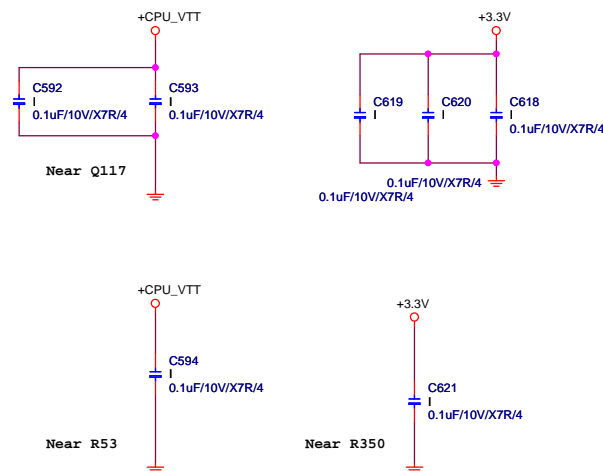 +CPU_VTT
+3.3V
C592
I
0.1uF/10V/X7R/4
C593
I
0.1uF/10V/X7R/4
C619
I
C620
I
C618
I
0.1uF/10V/X7R/4
Near Q117
0.1uF/10V/X7R/4
0.1uF/10V/X7R/4
+CPU_VTT
+3.3V
C594
I
0.1uF/10V/X7R/4
C621
I
0.1uF/10V/X7R/4
Near R53
Near R350